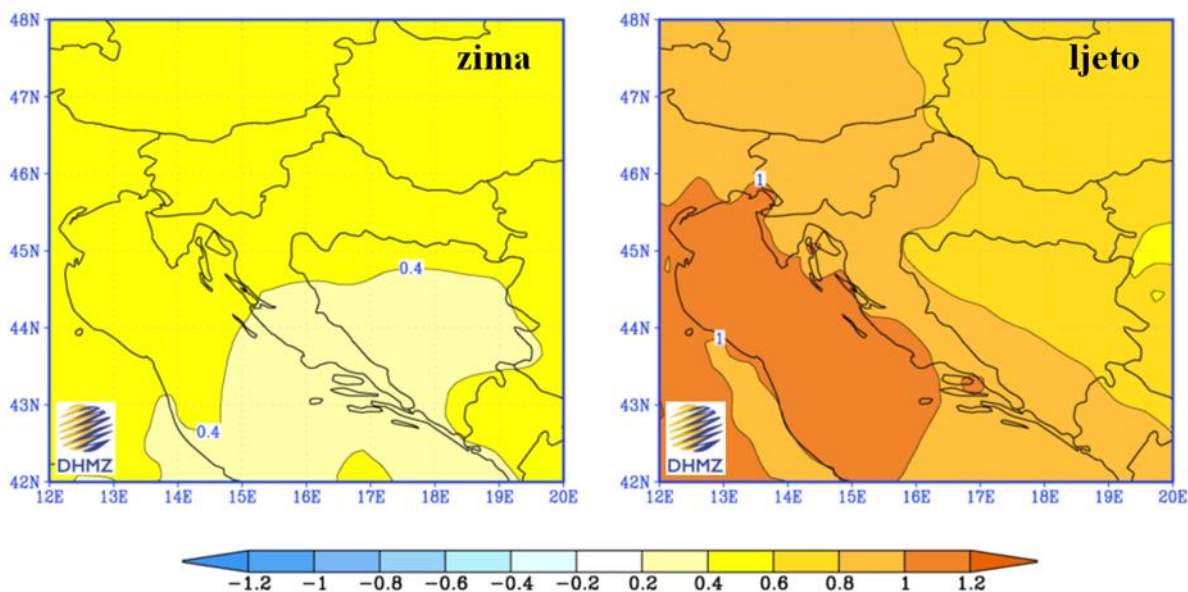 zima
ljeto
48N
47N
46N
45N
44N
43N
42N
0.4
0.4
DHMZ
12E 13E 14E 15E 16E 17E 18E 19E 20E
48N
47N
46N
45N
44N
43N
42N
1
1
DHMZ
12E 13E 14E 15E 16E 17E 18E 19E 20E
-1.2 -1 -0.8 -0.6 -0.4 -0.2 0.2 0.4 0.6 0.8 1 1.2